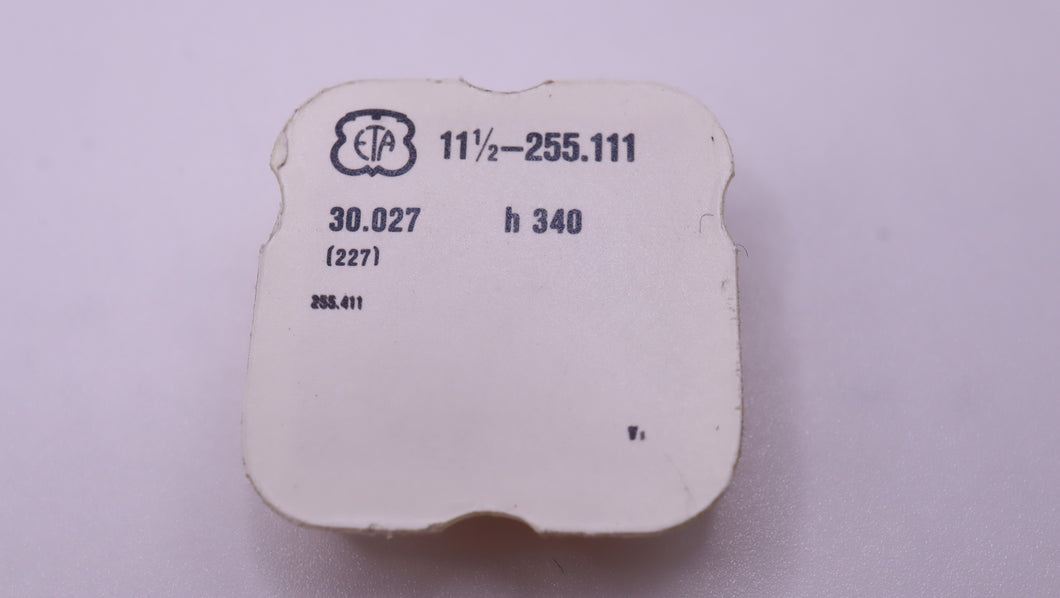 ETA 11½–255.111
30.027 h 340
(227)
255.411